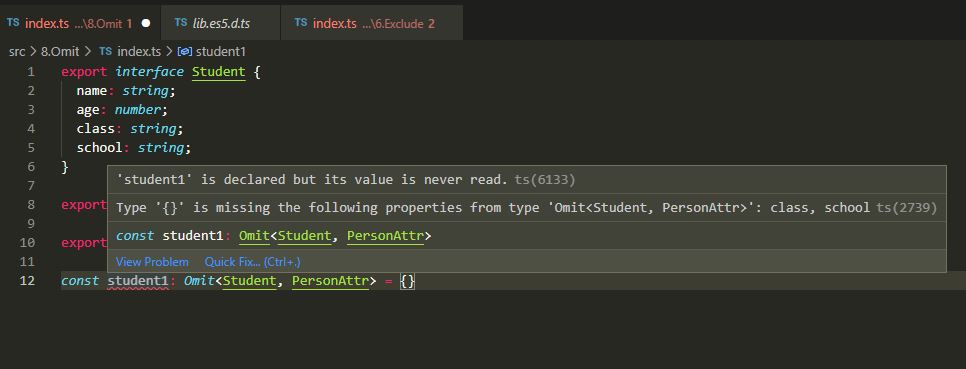 TS index.ts ...\8.Omit 1 TS lib.es5.d.ts TS index.ts ...\6.Exclude 2
src > 8.Omit > TS index.ts > student1
1 export interface Student {
2 name: string;
3 age: number;
4 class: string;
5 school: string;
6 }
7
'student1' is declared but its value is never read. ts(6133)
8 export
Type '{}' is missing the following properties from type 'Omit<Student, PersonAttr>': class, school ts(2739)
9
10 export
const student1: Omit<Student, PersonAttr>
11
View Problem Quick Fix... (Ctrl+.)
12 const student1: Omit<Student, PersonAttr> = {}